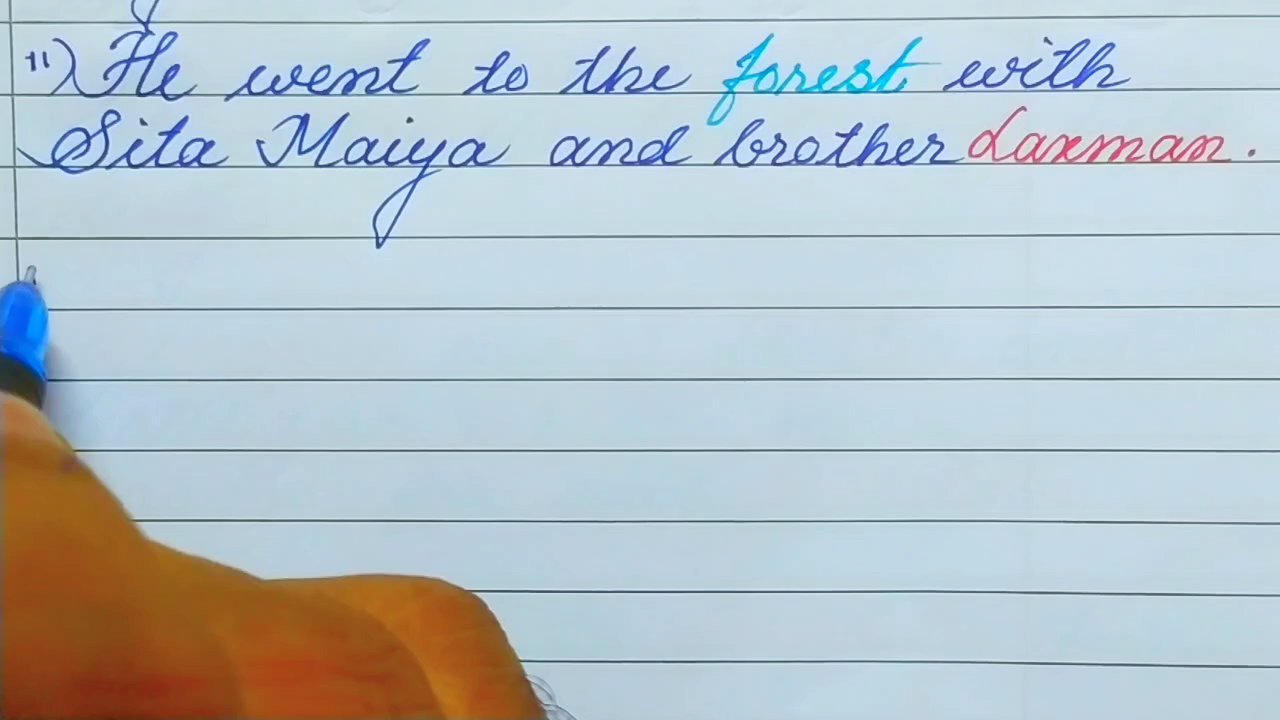 11) He went to the forest with
Sita Maiya and brother Laxman.